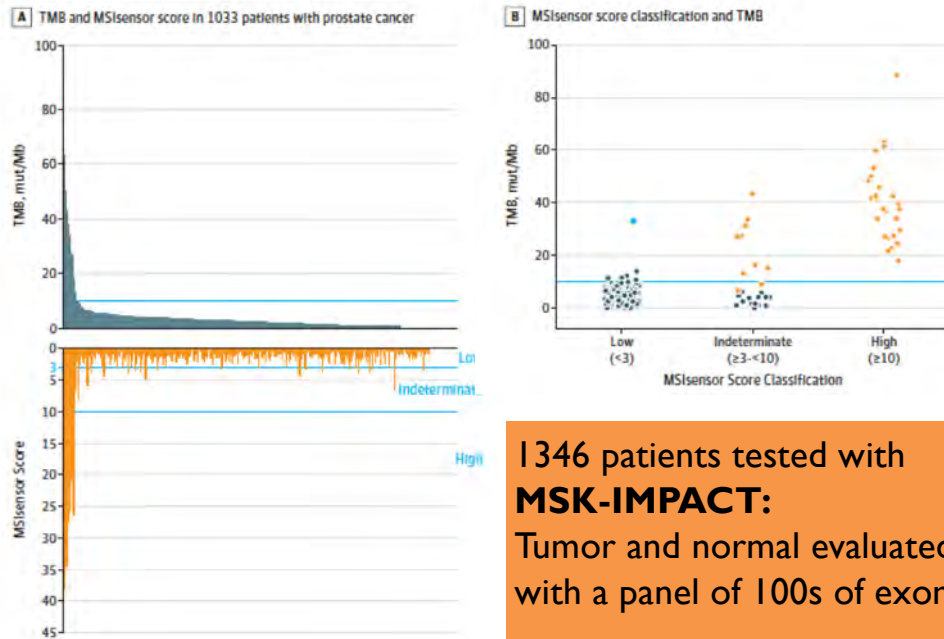 A TMB and MSIsensor score in 1033 patients with prostate cancer
100
80
60
40
20
0
TMB, mut/Mb
0
3
5
10
15
20
25
30
35
40
45
MSIsensor Score
High
B MSIsensor score classification and TMB
100
80
60
40
20
0
TMB, mut/Mb
Low Indeterminate High
(<3) (≥3-<10) (≥10)
MSIsensor Score Classification
1346 patients tested with
MSK-IMPACT:
Tumor and normal evaluated
with a panel of 100s of